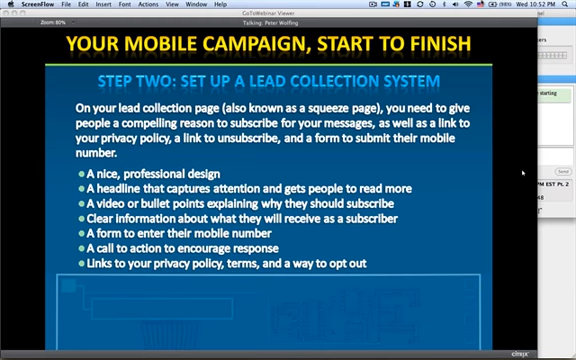 ScreenFlow File Edit Mark Actions View Window Help
Wed 10:52 PM
GoToWebinar Viewer
Zoom: 80%
Talking: Peter Wolfing
YOUR MOBILE CAMPAIGN, START TO FINISH
STEP TWO: SET UP A LEAD COLLECTION SYSTEM
On your lead collection page (also known as a squeeze page), you need to give
people a compelling reason to subscribe for your messages, as well as a link to
your privacy policy, a link to unsubscribe, and a form to submit their mobile
number.
A nice, professional design
A headline that captures attention and gets people to read more
A video or bullet points explaining why they should subscribe
Clear information about what they will receive as a subscriber
A form to enter their mobile number
A call to action to encourage response
Links to your privacy policy, terms, and a way to opt out
starting
Send
PM EST Pt. 2
48
citrix